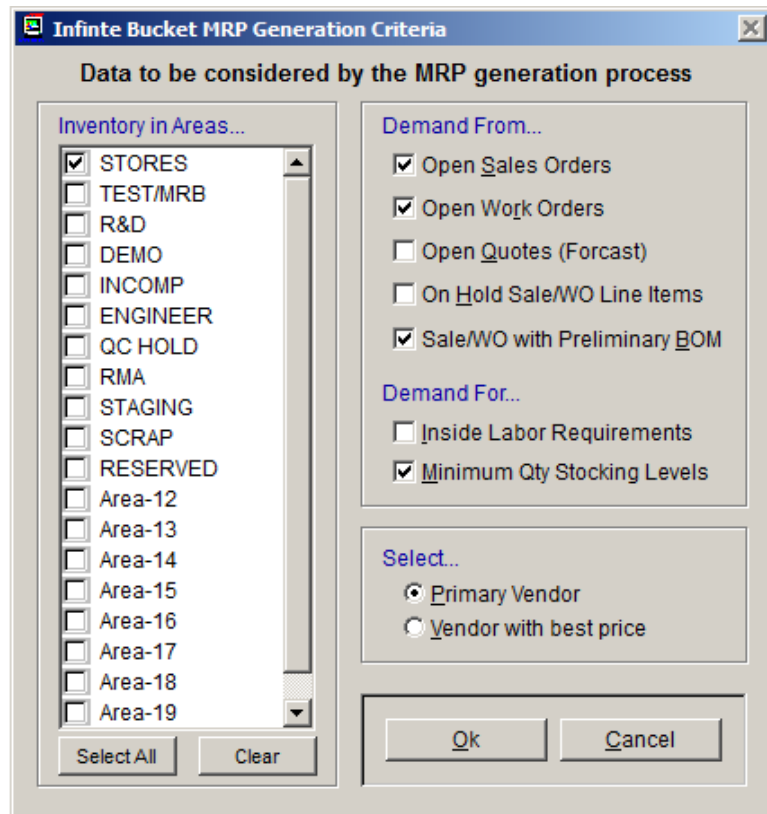 Infinte Bucket MRP Generation Criteria
Data to be considered by the MRP generation process
Inventory in Areas...
STORES
TEST/MRB
R&D
DEMO
INCOMP
ENGINEER
QC HOLD
RMA
STAGING
SCRAP
RESERVED
Area-12
Area-13
Area-14
Area-15
Area-16
Area-17
Area-18
Area-19
Select All
Clear
Demand From...
Open Sales Orders
Open Work Orders
Open Quotes (Forcast)
On Hold Sale/WO Line Items
Sale/WO with Preliminary BOM
Demand For...
Inside Labor Requirements
Minimum Qty Stocking Levels
Select...
Primary Vendor
Vendor with best price
Ok
Cancel